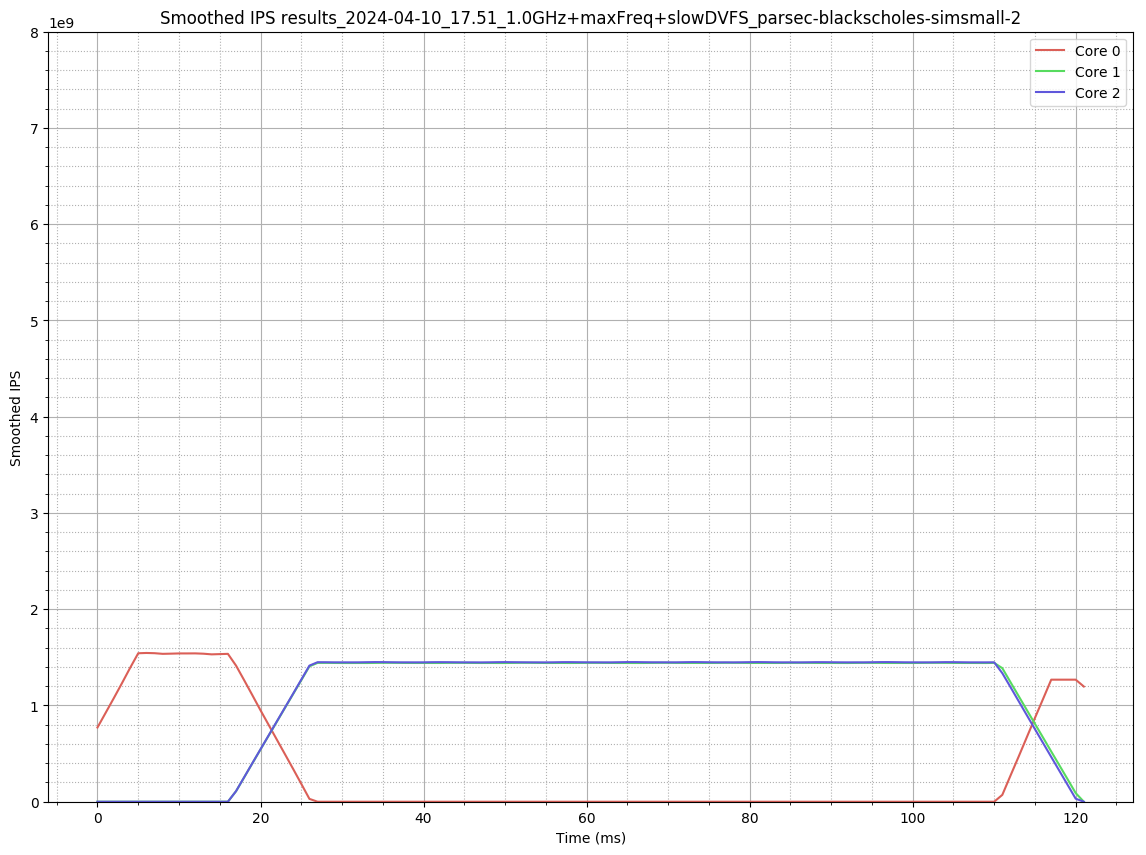 Smoothed IPS results_2024-04-10_17.51_1.0GHz+maxFreq+slowDVFS_parsec-blackscholes-simsmall-2
1e9
8
7
6
5
4
3
2
1
0
Smoothed IPS
Core 0
Core 1
Core 2
0 20 40 60 80 100 120
Time (ms)